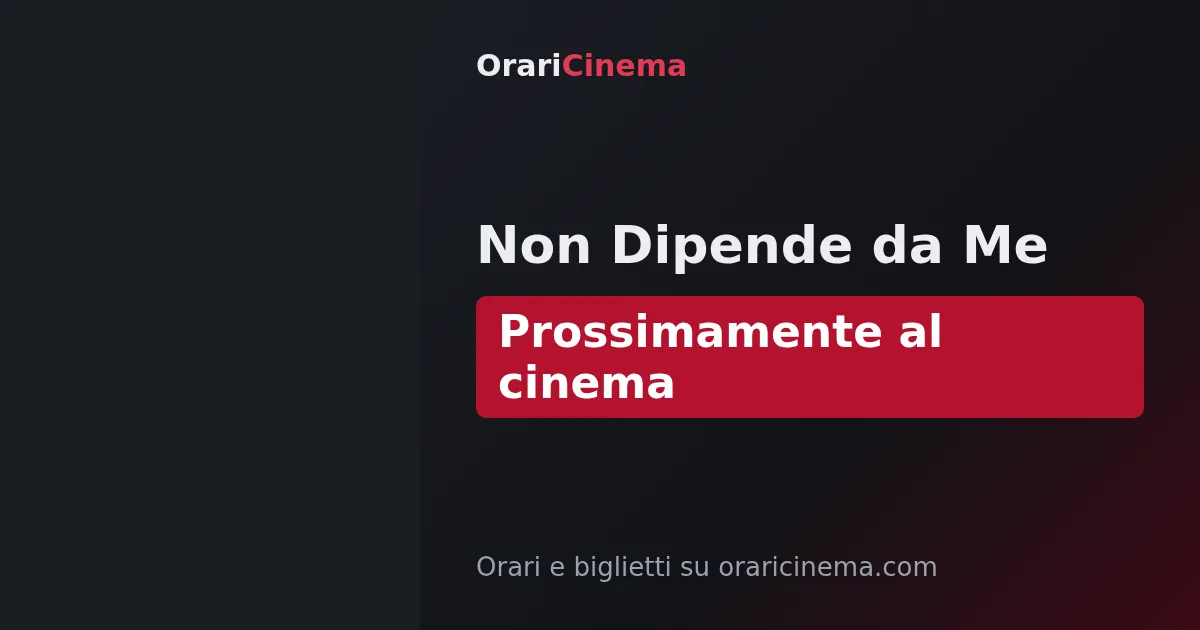 OrariCinema
Non Dipende da Me
Prossimamente al
cinema
Orari e biglietti su oraricinema.com